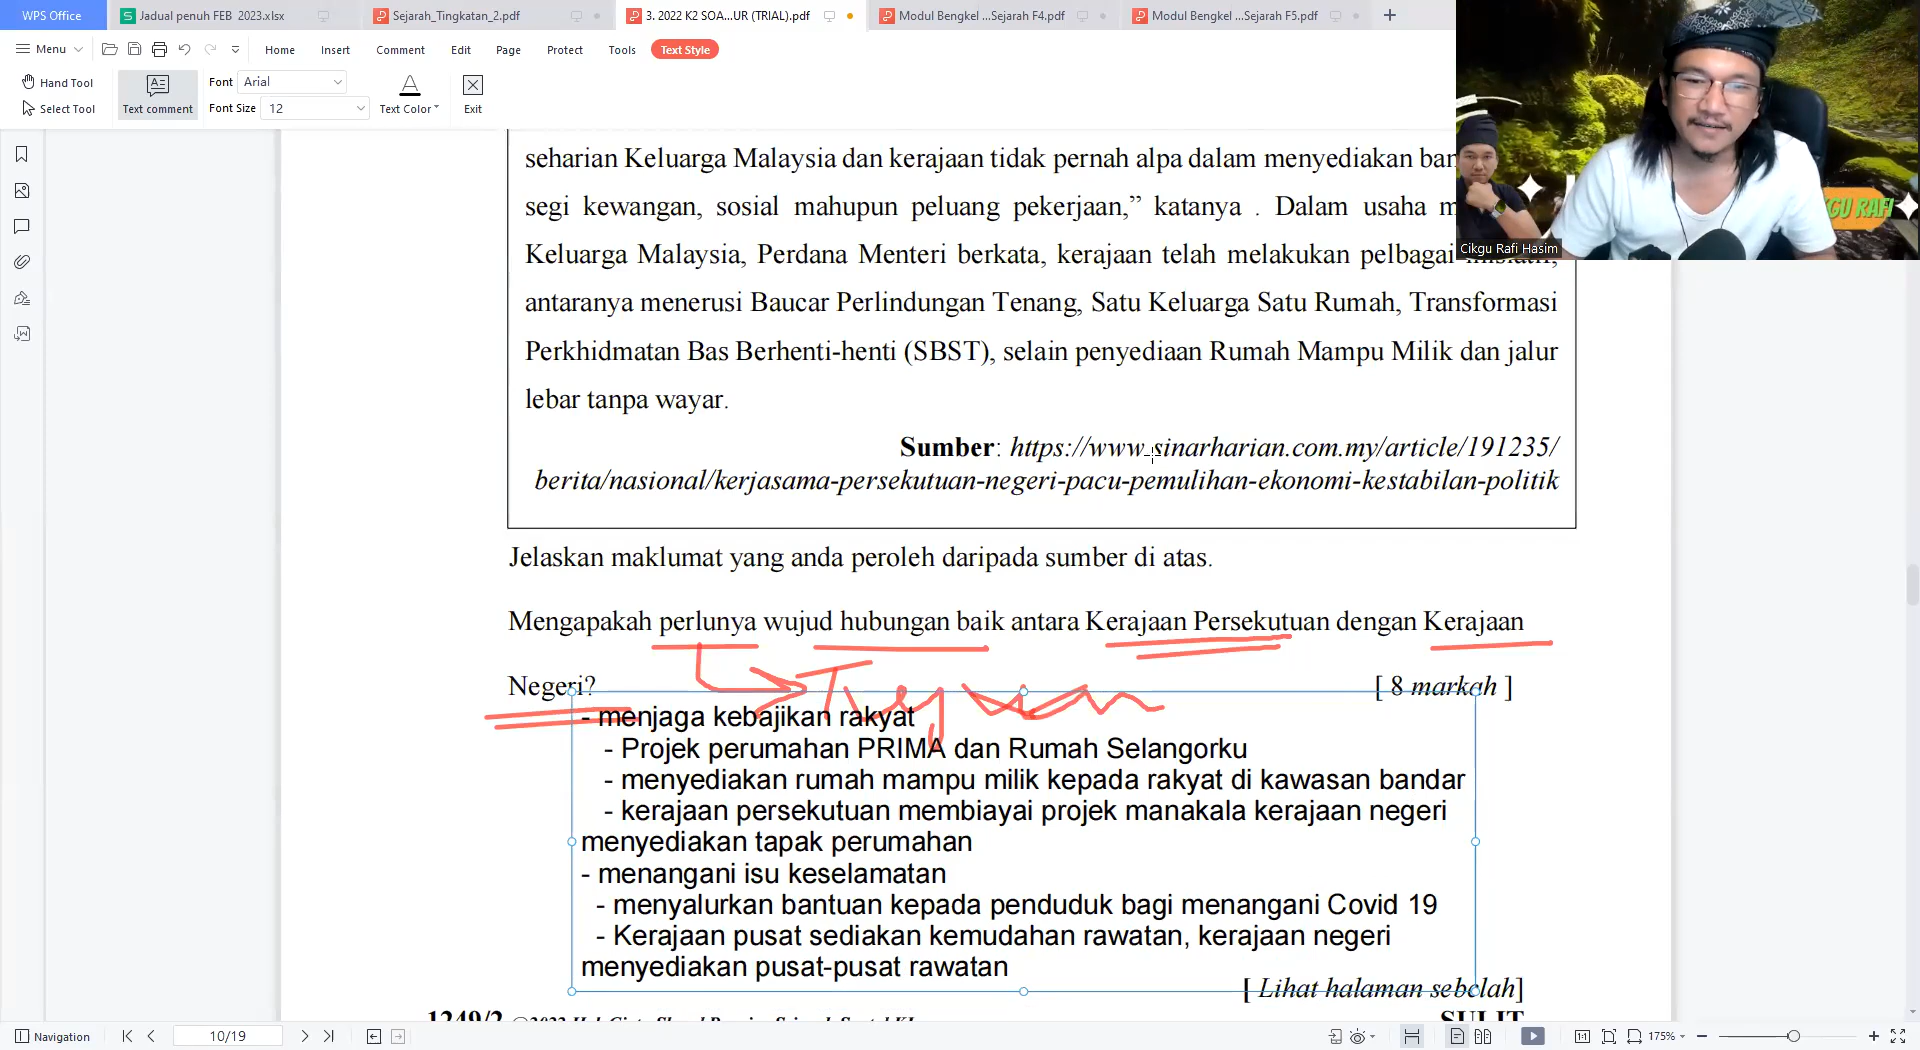 WPS Office
Jadual penuh FEB 2023.xlsx
Sejarah_Tingkatan_2.pdf
3. 2022 K2 SOA...UR (TRIAL).pdf
Modul Bengkel ...Sejarah F4.pdf
Modul Bengkel ...Sejarah F5.pdf
Menu
Home
Insert
Comment
Edit
Page
Protect
Tools
Text Style
Hand Tool
Select Tool
Text comment
Font Arial
Font Size 12
Text Color
Exit
GU RAFI
Cikgu Rafi Hasim
seharian Keluarga Malaysia dan kerajaan tidak pernah alpa dalam menyediakan
segi kewangan, sosial mahupun peluang pekerjaan,” katanya . Dalam usaha
Keluarga Malaysia, Perdana Menteri berkata, kerajaan telah melakukan pelbagai
antaranya menerusi Baucar Perlindungan Tenang, Satu Keluarga Satu Rumah, Transformasi
Perkhidmatan Bas Berhenti-henti (SBST), selain penyediaan Rumah Mampu Milik dan jalur
lebar tanpa wayar.
Sumber: https://www.sinarharian.com.my/article/191235/
berita/nasional/kerjasama-persekutuan-negeri-pacu-pemulihan-ekonomi-kestabilan-politik
Jelaskan maklumat yang anda peroleh daripada sumber di atas.
Mengapakah perlunya wujud hubungan baik antara Kerajaan Persekutuan dengan Kerajaan
Negeri? [ 8 markah ]
- menjaga kebajikan rakyat
- Projek perumahan PRIMA dan Rumah Selangorku
- menyediakan rumah mampu milik kepada rakyat di kawasan bandar
- kerajaan persekutuan membiayai projek manakala kerajaan negeri
menyediakan tapak perumahan
- menangani isu keselamatan
- menyalurkan bantuan kepada penduduk bagi menangani Covid 19
- Kerajaan pusat sediakan kemudahan rawatan, kerajaan negeri
menyediakan pusat-pusat rawatan
[ Lihat halaman sebelah]
1249/2
SULIT
Navigation
10/19
175%